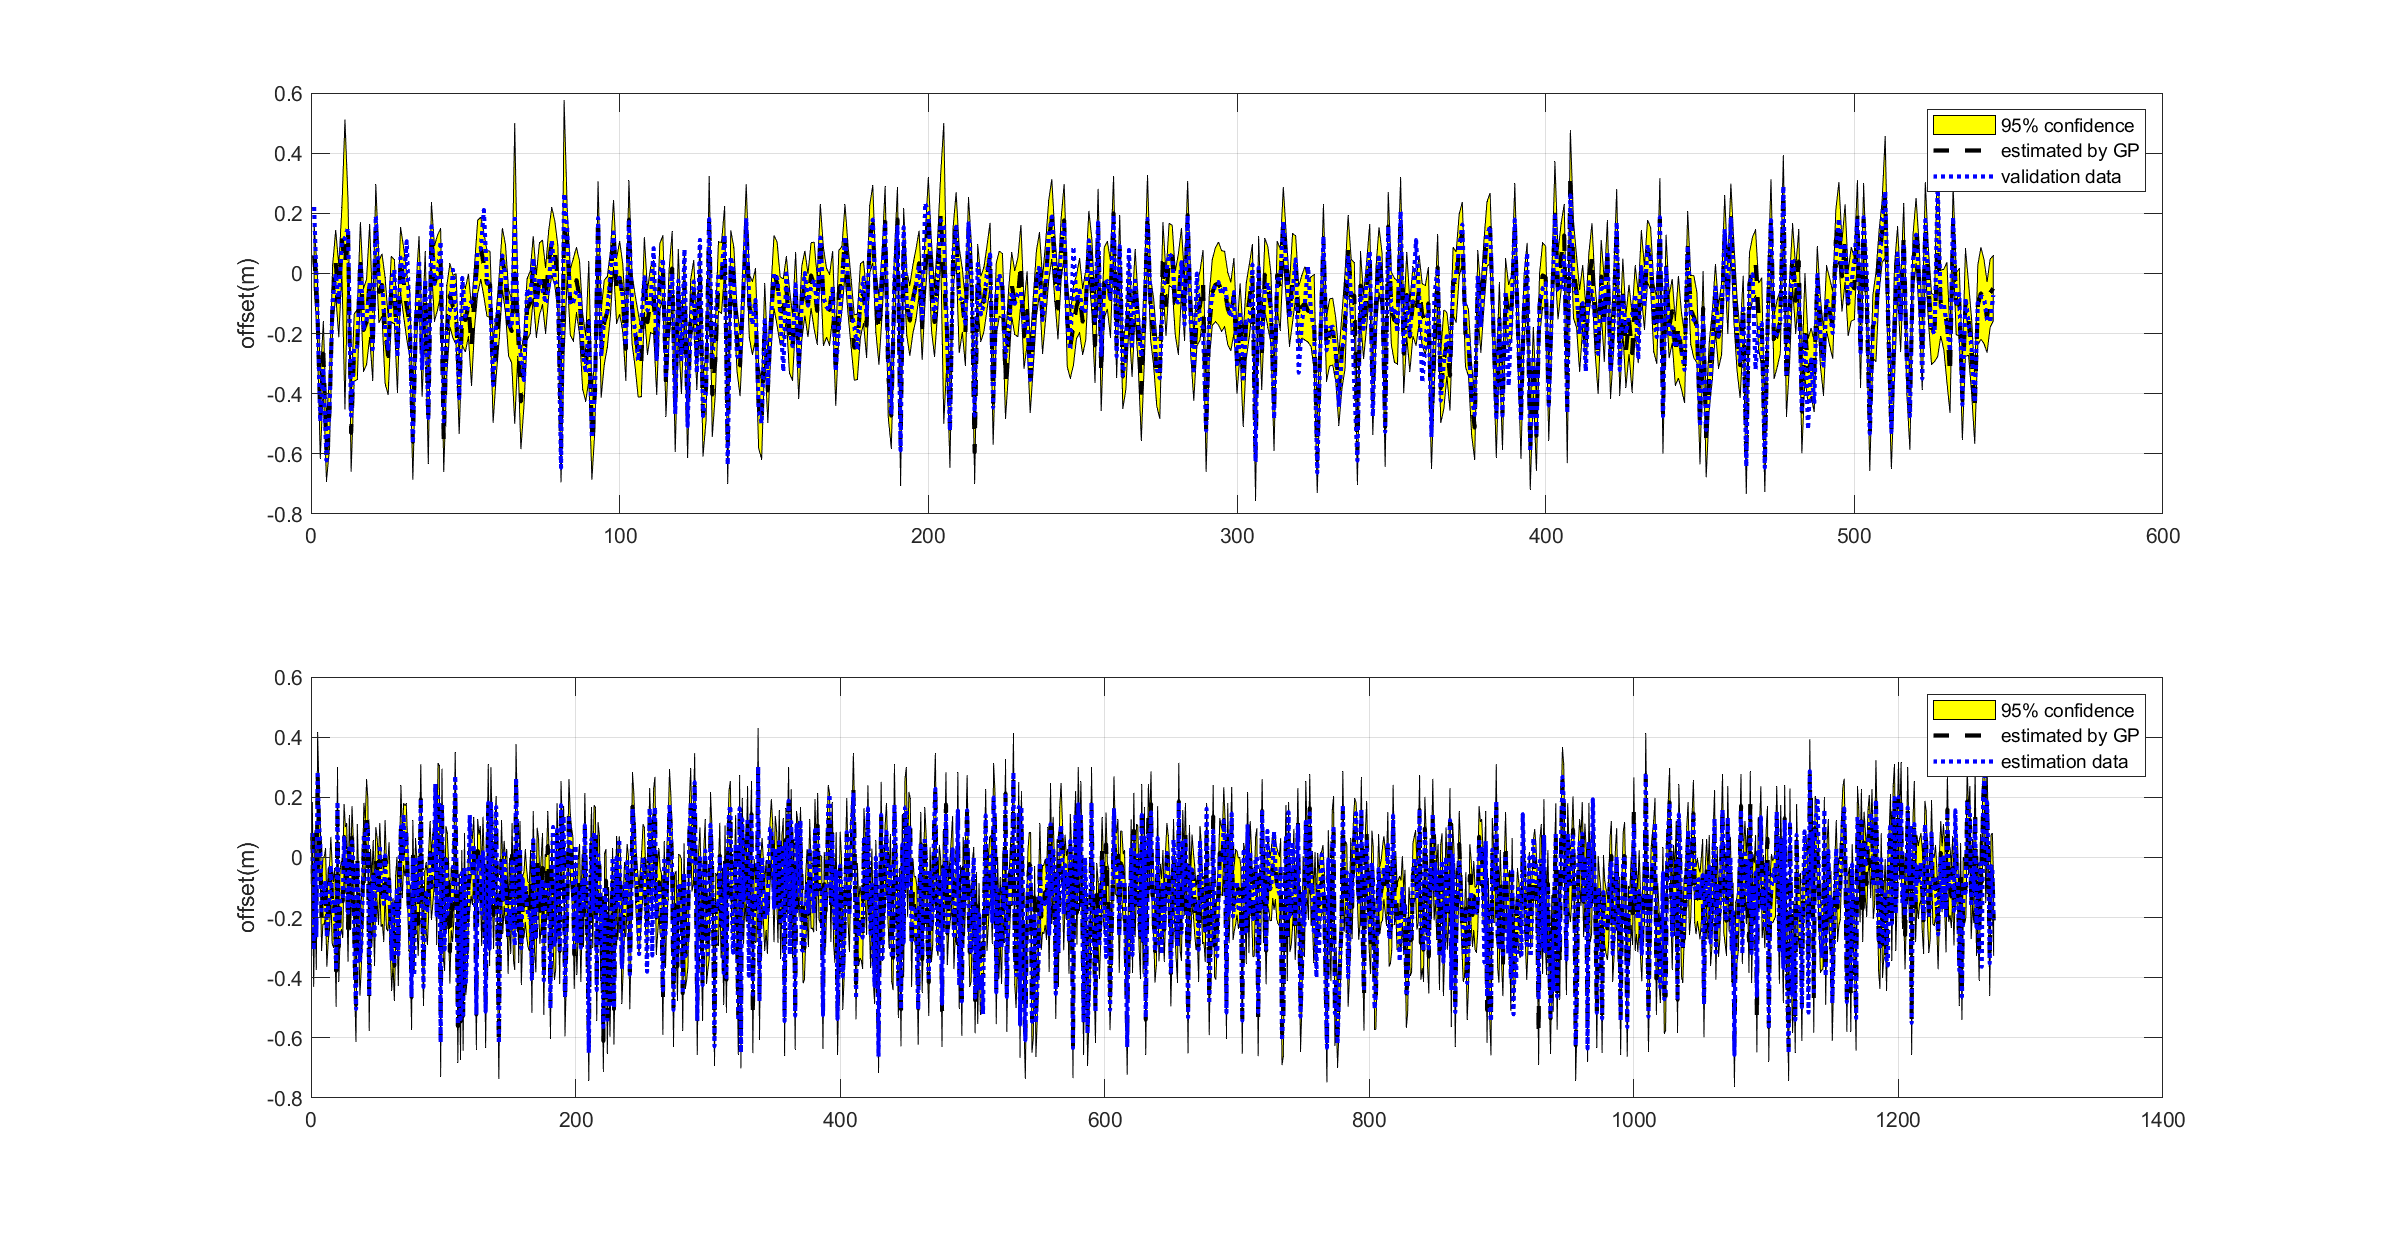 0.6
0.4
0.2
0
-0.2
-0.4
-0.6
-0.8
offset(m)
0 100 200 300 400 500 600
95% confidence
estimated by GP
validation data
0.6
0.4
0.2
0
-0.2
-0.4
-0.6
-0.8
offset(m)
0 200 400 600 800 1000 1200 1400
95% confidence
estimated by GP
estimation data